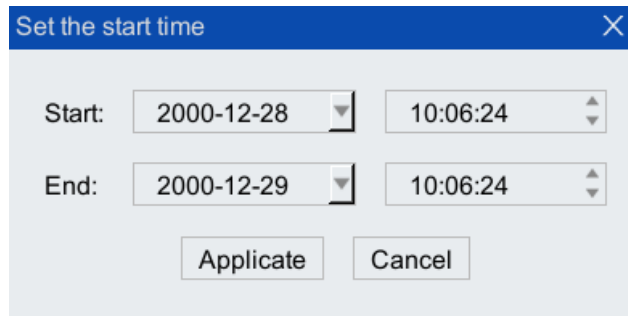 Set the start time
Start: 2000-12-28 10:06:24
End: 2000-12-29 10:06:24
Applicate Cancel